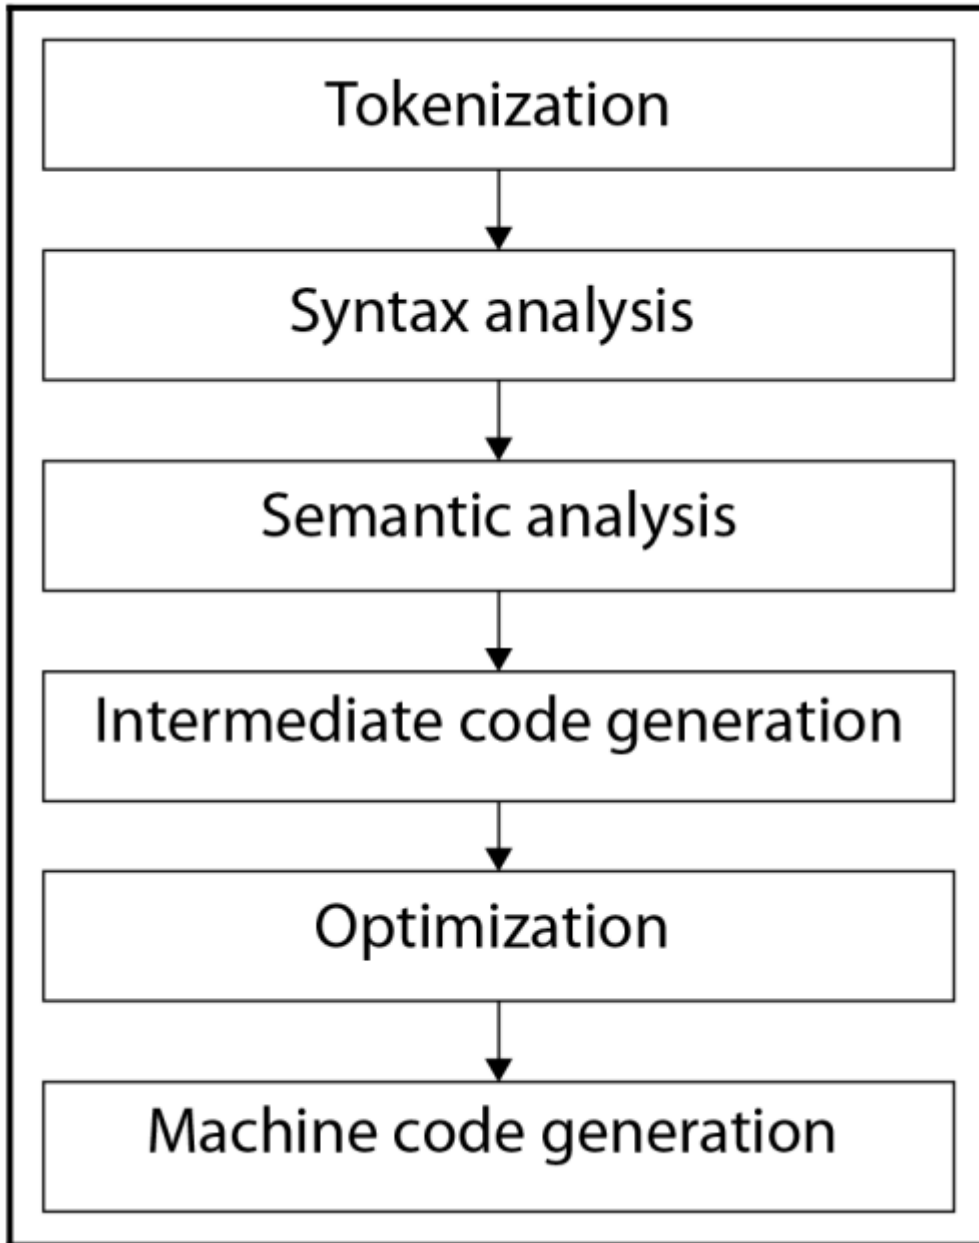 Tokenization
Syntax analysis
Semantic analysis
Intermediate code generation
Optimization
Machine code generation